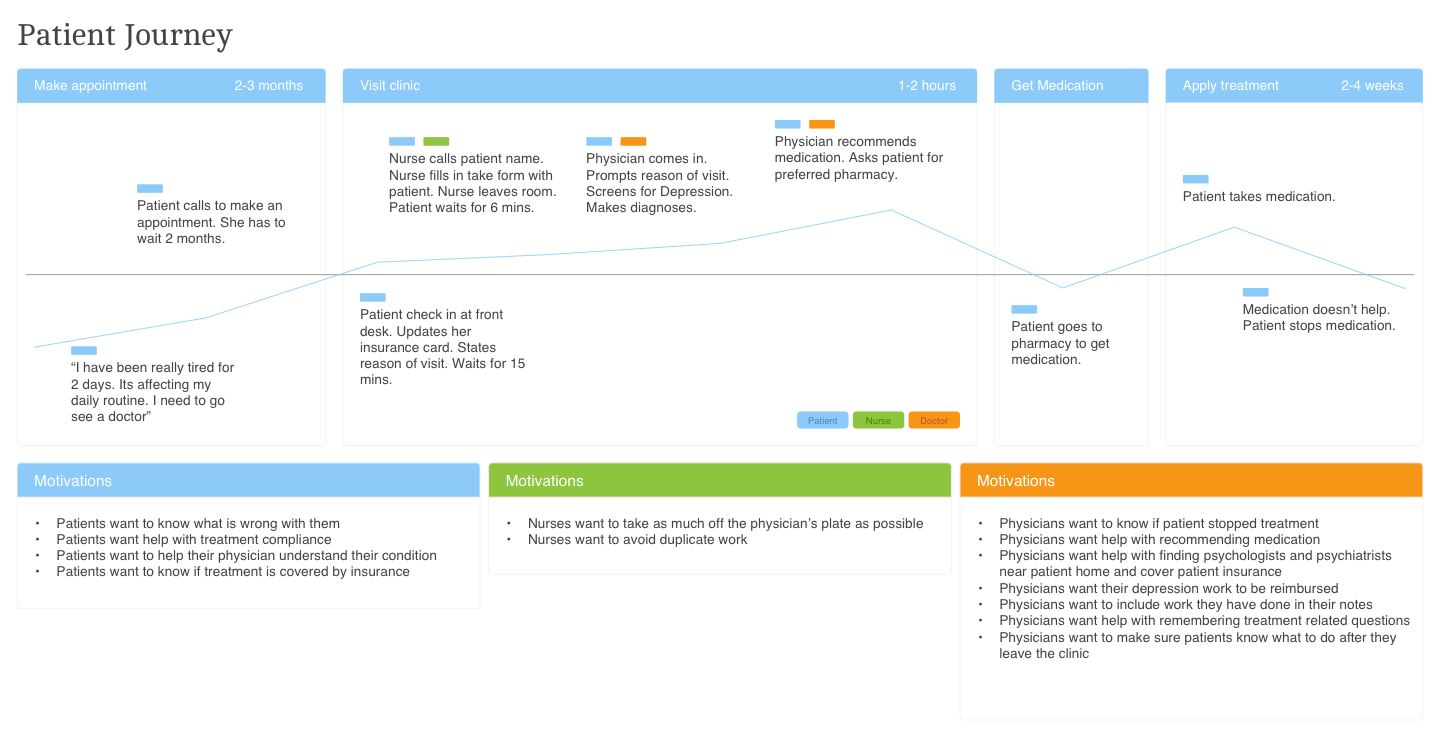 Patient Journey
Make appointment
2-3 months
“I have been really tired for
2 days. Its affecting my
daily routine. I need to go
see a doctor”
Patient calls to make an
appointment. She has to
wait 2 months.
Visit clinic
1-2 hours
Patient check in at front
desk. Updates her
insurance card. States
reason of visit. Waits for 15
mins.
Nurse calls patient name.
Nurse fills in take form with
patient. Nurse leaves room.
Patient waits for 6 mins.
Physician comes in.
Prompts reason of visit.
Screens for Depression.
Makes diagnoses.
Physician recommends
medication. Asks patient for
preferred pharmacy.
Patient
Nurse
Doctor
Get Medication
Patient goes to
pharmacy to get
medication.
Apply treatment
2-4 weeks
Patient takes medication.
Medication doesn’t help.
Patient stops medication.
Motivations
• Patients want to know what is wrong with them
• Patients want help with treatment compliance
• Patients want to help their physician understand their condition
• Patients want to know if treatment is covered by insurance
Motivations
• Nurses want to take as much off the physician’s plate as possible
• Nurses want to avoid duplicate work
Motivations
• Physicians want to know if patient stopped treatment
• Physicians want help with recommending medication
• Physicians want help with finding psychologists and psychiatrists
near patient home and cover patient insurance
• Physicians want their depression work to be reimbursed
• Physicians want to include work they have done in their notes
• Physicians want help with remembering treatment related questions
• Physicians want to make sure patients know what to do after they
leave the clinic